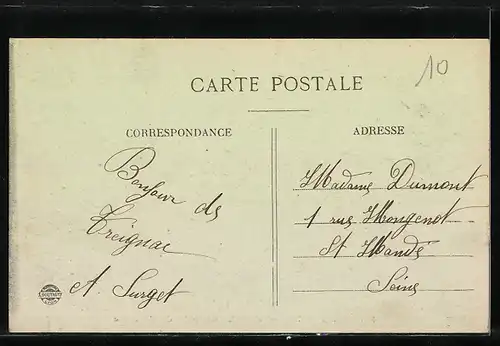 10
CARTE POSTALE
CORRESPONDANCE
Bonjour de
Treignac
A. Surget
ADRESSE
Madame Dumont
1 rue Mongenot
St Mandé
Seine